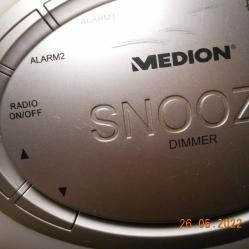 ALARM1
ALARM2
MEDION
RADIO
ON/OFF
SNOOZ
DIMMER
26 05 2022